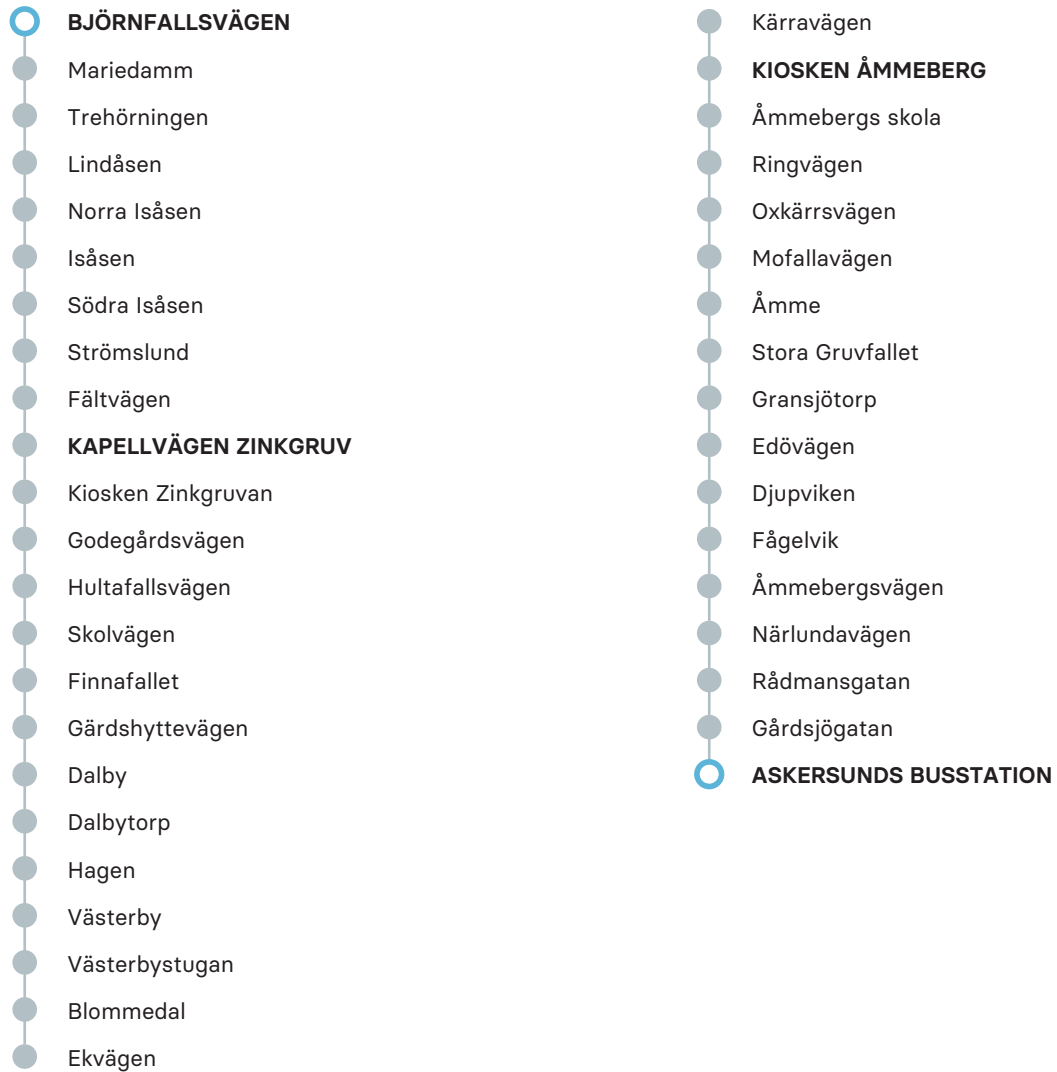 BJÖRNFALLSVÄGEN
Mariedamm
Trehörningen
Lindåsen
Norra Isåsen
Isåsen
Södra Isåsen
Strömslund
Fältvägen
KAPELLVÄGEN ZINKGRUV
Kiosken Zinkgruvan
Godegårdsvägen
Hultafallsvägen
Skolvägen
Finnafallet
Gärdshyttevägen
Dalby
Dalbytorp
Hagen
Västerby
Västerbystugan
Blommedal
Ekvägen
Kärravägen
KIOSKEN ÅMMEBERG
Åmmebergs skola
Ringvägen
Oxkärrsvägen
Mofallavägen
Åmme
Stora Gruvfallet
Gransjötorp
Edövägen
Djupviken
Fågelvik
Åmmebergsvägen
Närlundavägen
Rådmansgatan
Gårdsjögatan
ASKERSUNDS BUSSTATION